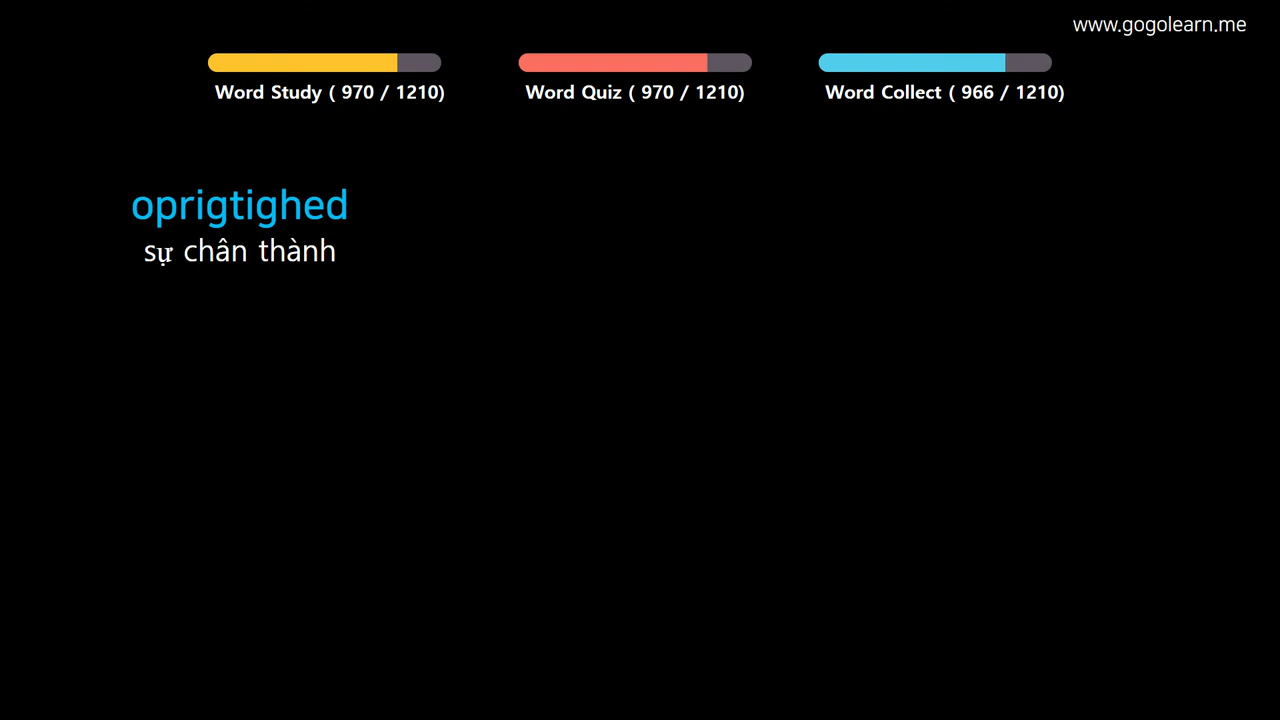 www.gogolearn.me
Word Study ( 970 / 1210)
Word Quiz ( 970 / 1210)
Word Collect ( 966 / 1210)
oprigtighed
sự chân thành